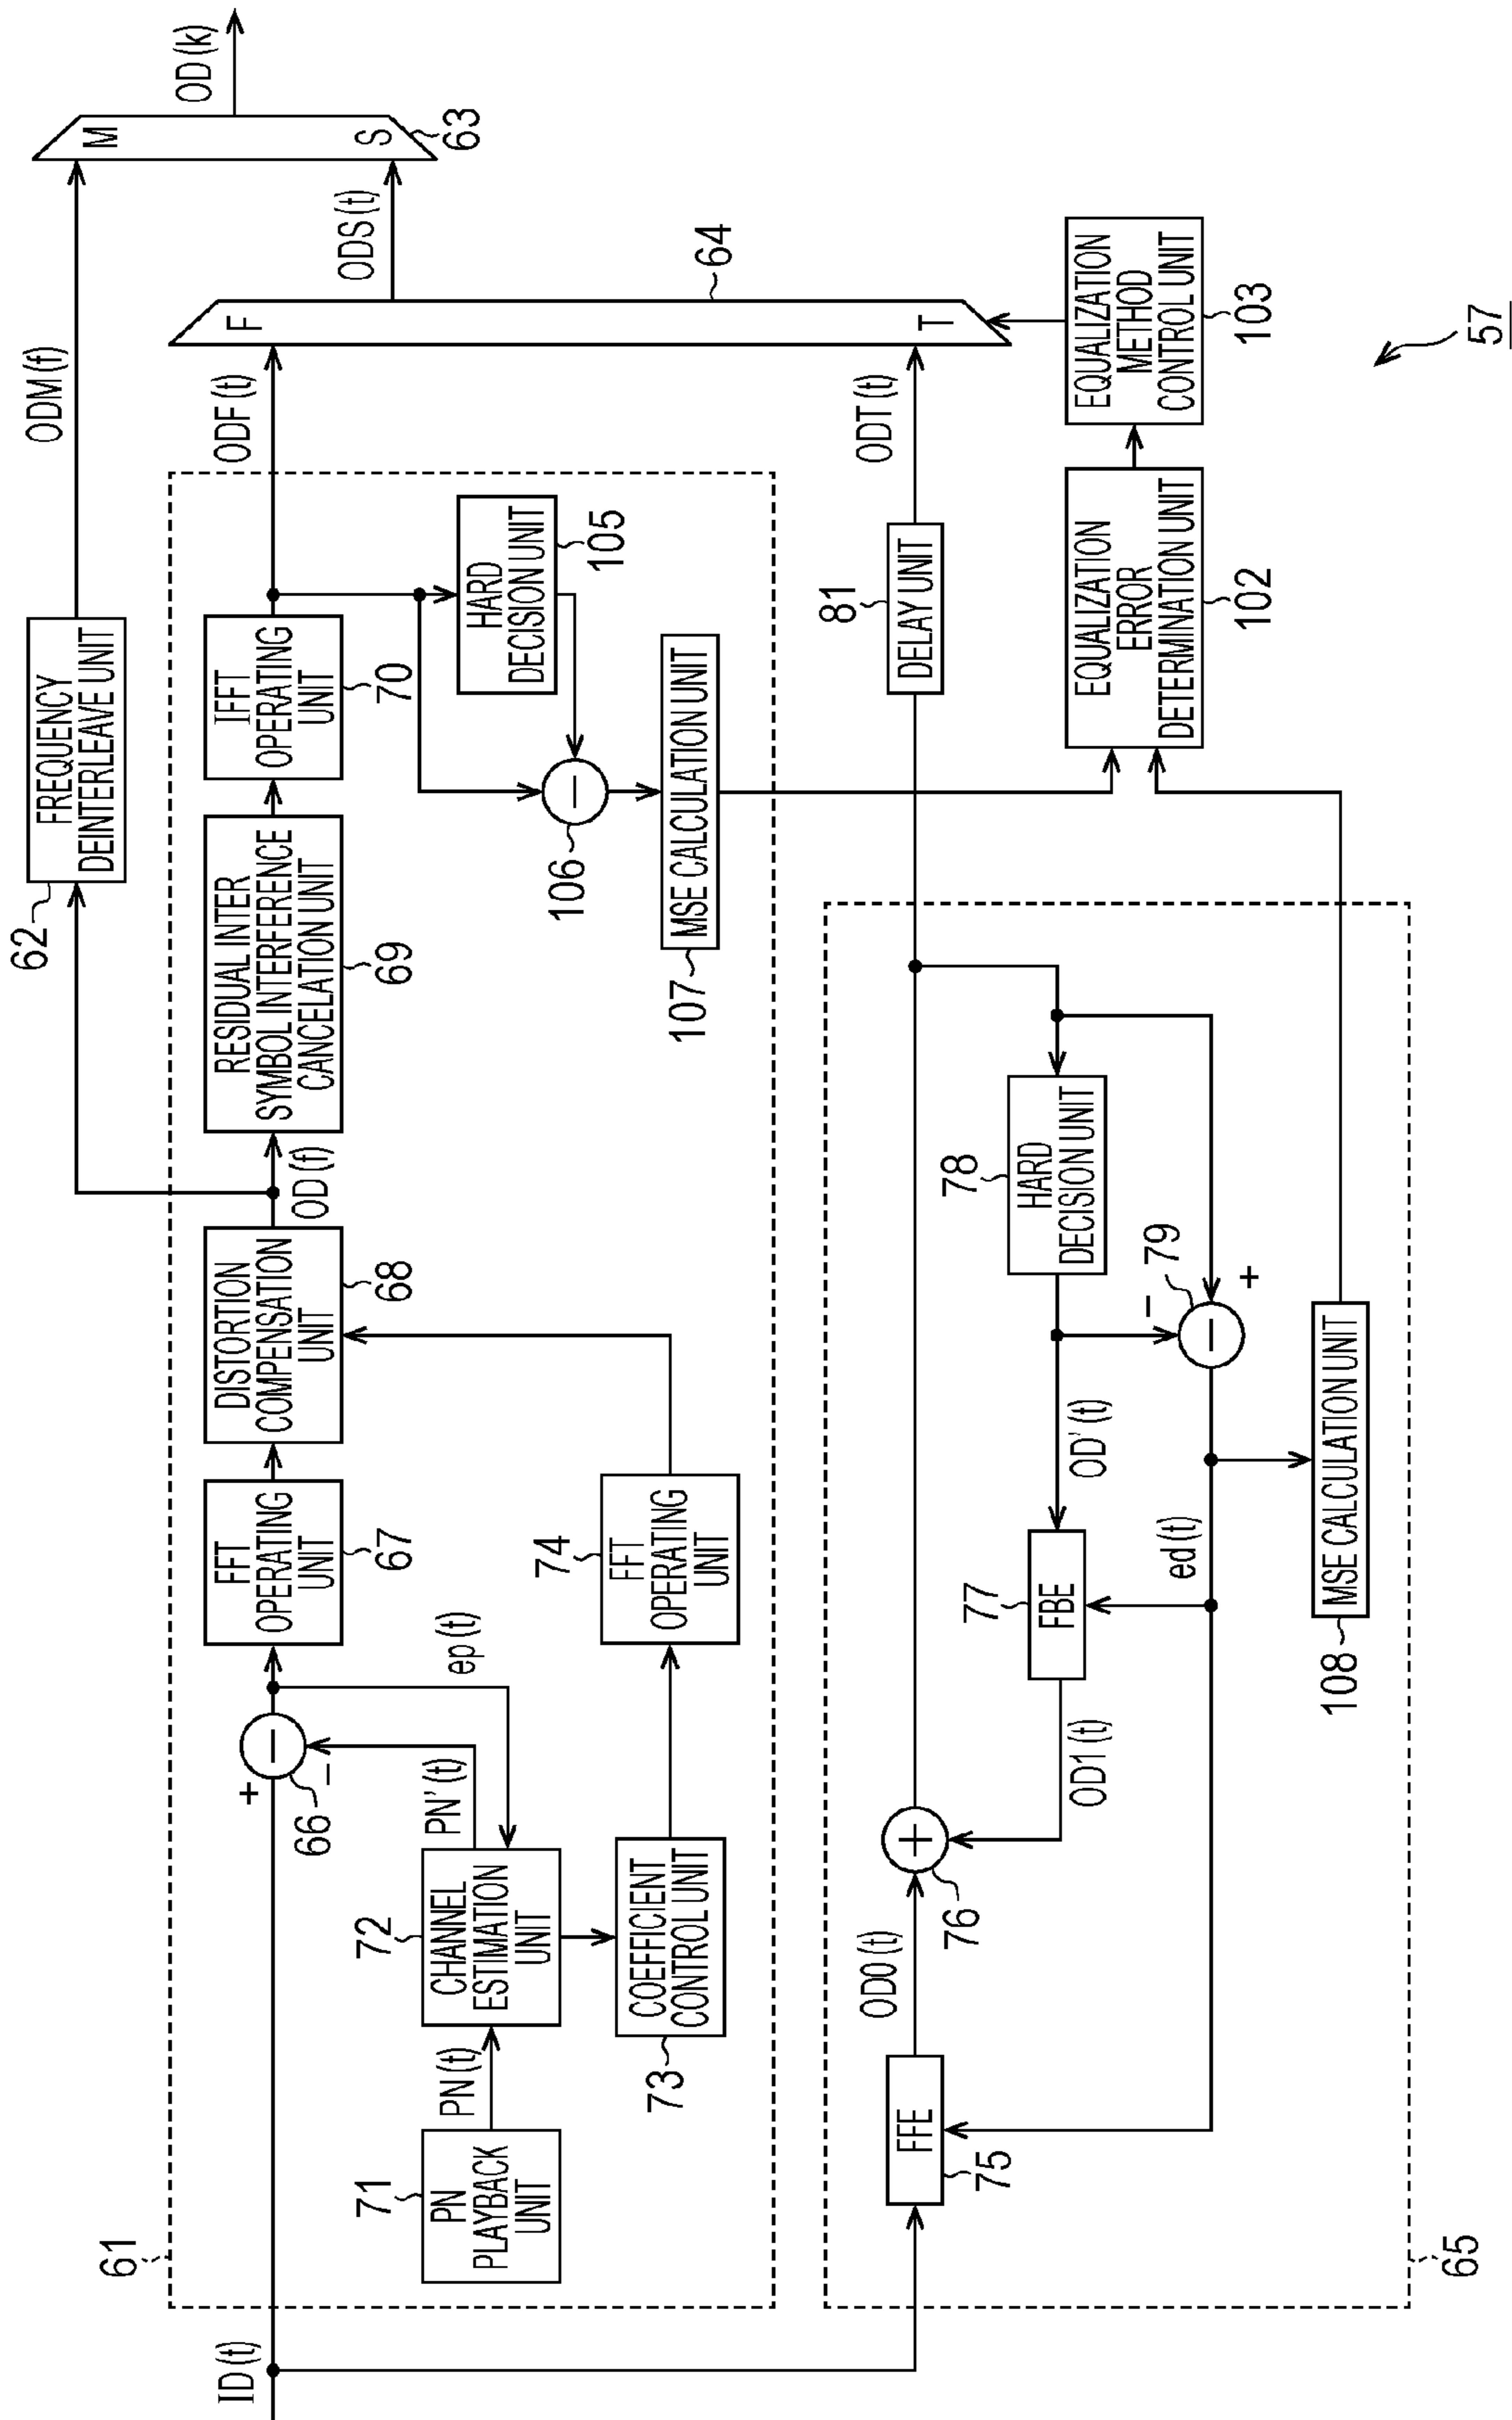 ID (t)
61
+
66
−
−
ep (t)
PN' (t)
71
PN
PLAYBACK
UNIT
PN (t)
72
CHANNEL
ESTIMATION
UNIT
73
COEFFICIENT
CONTROL UNIT
FFT
OPERATING
UNIT
67
74
FFT
OPERATING
UNIT
DISTORTION
COMPENSATION
UNIT
68
OD (f)
62
FREQUENCY
DEINTERLEAVE UNIT
RESIDUAL INTER
SYMBOL INTERFERENCE
CANCELATION UNIT
69
IFFT
OPERATING
UNIT
70
HARD
DECISION UNIT
105
−
106
107
MSE CALCULATION UNIT
ODM (f)
ODF (t)
F
T
64
ODS (t)
M
S
63
OD (k)
65
FFE
75
OD0 (t)
+
76
OD1 (t)
77
FBE
OD' (t)
ed (t)
78
HARD
DECISION UNIT
79
−
−
+
108
MSE CALCULATION UNIT
81
DELAY UNIT
ODT (t)
EQUALIZATION
ERROR
DETERMINATION UNIT
102
EQUALIZATION
METHOD
CONTROL UNIT
103
57